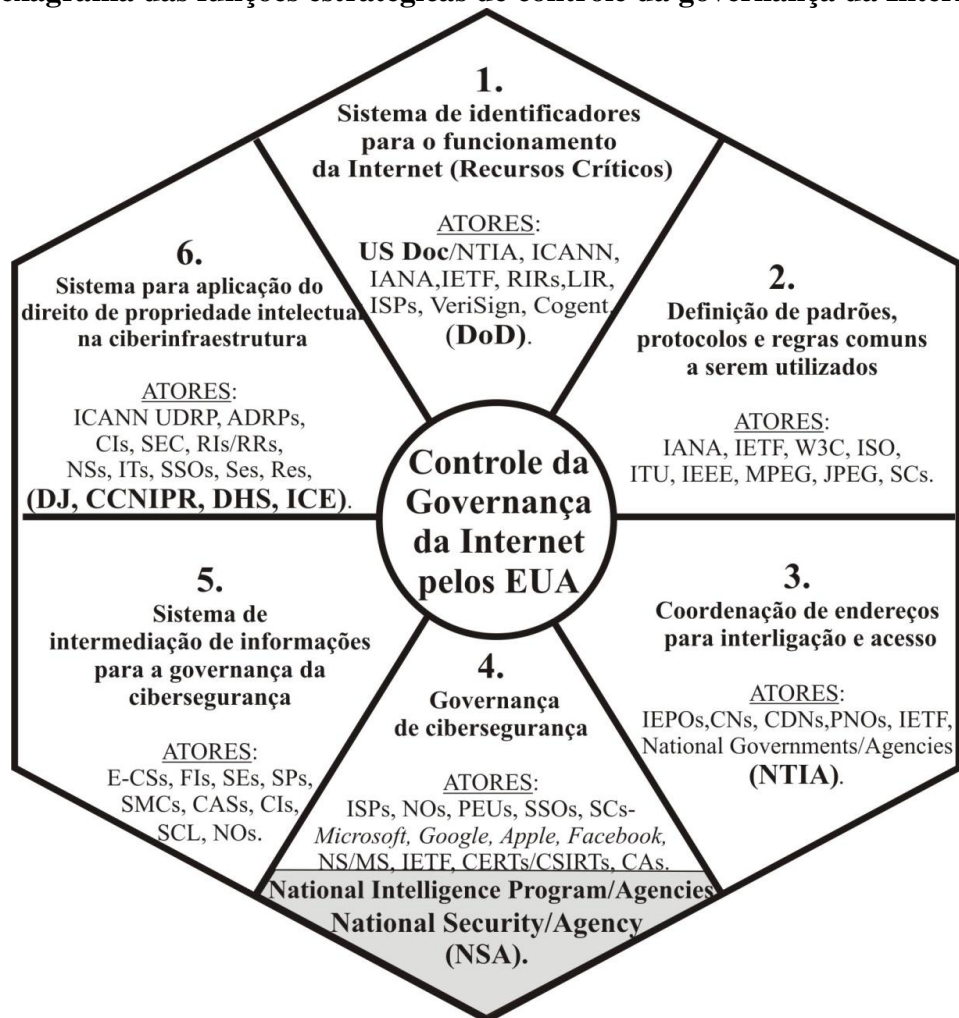 das funções estratégicas de controle da governança da
1.
Sistema de identificadores
para o funcionamento
da Internet (Recursos Críticos)
ATORES:
US Doc/NTIA, ICANN,
IANA,IETF, RIRs,LIR,
ISPs, VeriSign, Cogent,
(DoD).
2.
Definição de padrões,
protocolos e regras comuns
a serem utilizados
ATORES:
IANA, IETF, W3C, ISO,
ITU, IEEE, MPEG, JPEG, SCs.
3.
Coordenação de endereços
para interligação e acesso
ATORES:
IEPOs,CNs, CDNs,PNOs, IETF,
National Governments/Agencies
(NTIA).
4.
Governança
de cibersegurança
ATORES:
ISPs, NOs, PEUs, SSOs, SCs-
Microsoft, Google, Apple, Facebook,
NS/MS, IETF, CERTs/CSIRTs, CAs.
National Intelligence Program/Agencies
National Security/Agency
(NSA).
5.
Sistema de
intermediação de informações
para a governança da
cibersegurança
ATORES:
E-CSs, FIs, SEs, SPs,
SMCs, CASs, CIs,
SCL, NOs.
6.
Sistema para aplicação do
direito de propriedade intelectual
na ciberinfraestrutura
ATORES:
ICANN UDRP, ADRPs,
CIs, SEC, RIs/RRs,
NSs, ITs, SSOs, Ses, Res,
(DJ, CCNIPR, DHS, ICE).
Controle da
Governança
da Internet
pelos EUA